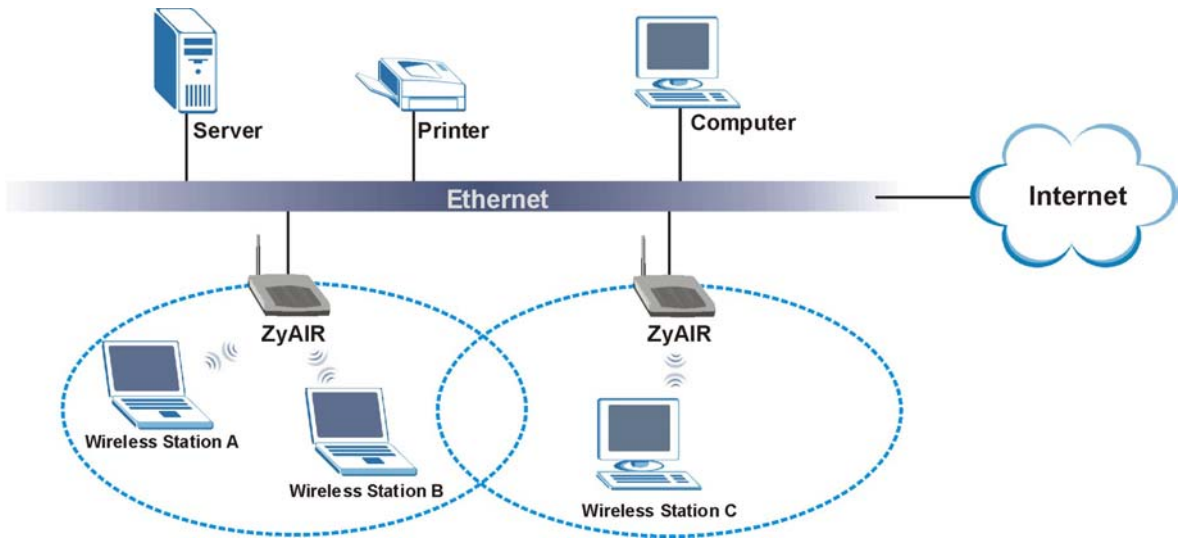 Server
Printer
Computer
Ethernet
Internet
ZyAIR
ZyAIR
Wireless Station A
Wireless Station B
Wireless Station C